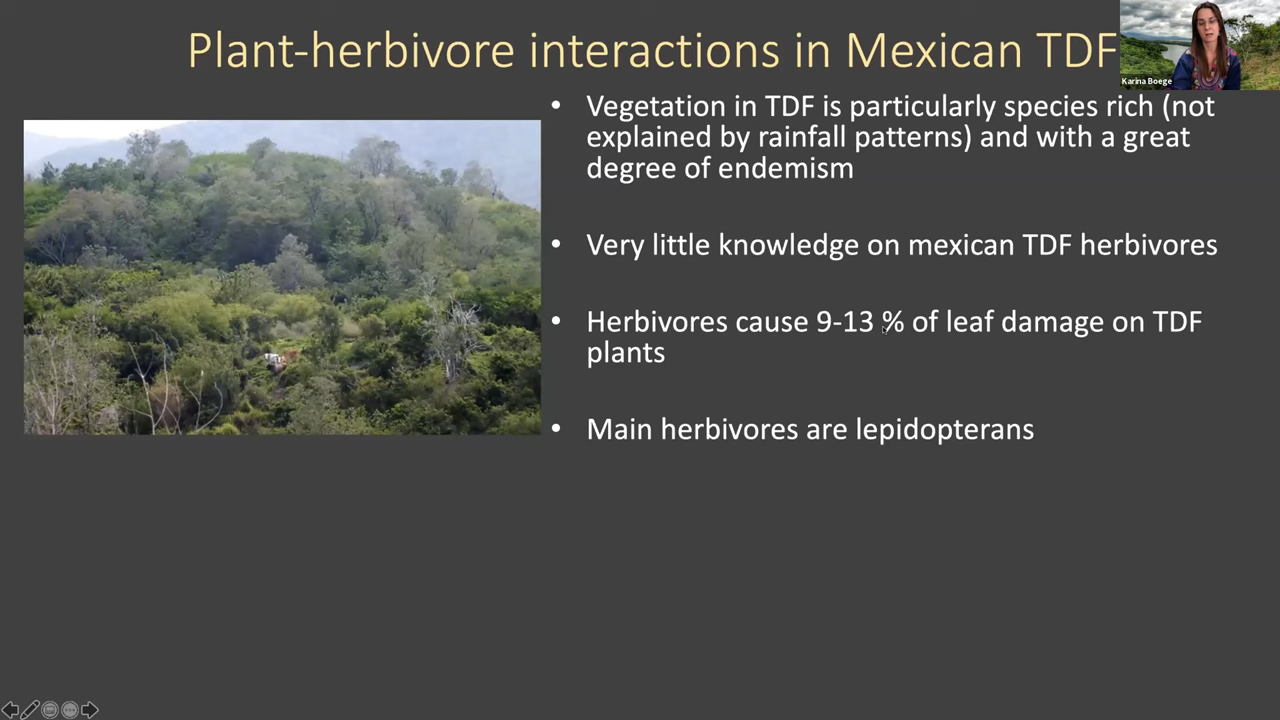 Plant-herbivore interactions in Mexican TDF
Karina Boege
• Vegetation in TDF is particularly species rich (not
explained by rainfall patterns) and with a great
degree of endemism
• Very little knowledge on mexican TDF herbivores
• Herbivores cause 9-13 % of leaf damage on TDF
plants
• Main herbivores are lepidopterans